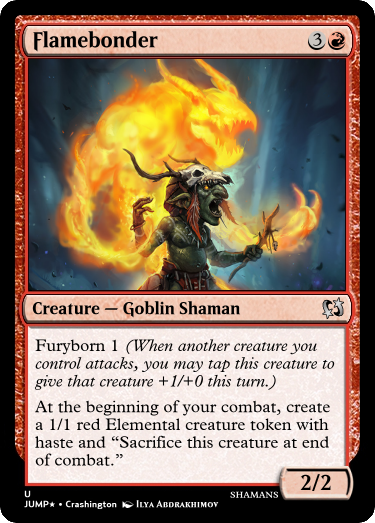 Flamebonder 3
Creature — Goblin Shaman
Furyborn 1 (When another creature you
control attacks, you may tap this creature to
give that creature +1/+0 this turn.)
At the beginning of your combat, create
a 1/1 red Elemental creature token with
haste and “Sacrifice this creature at end
of combat.”
2/2
U SHAMANS
JUMP★ • Crashington Ilya Abdrakhimov